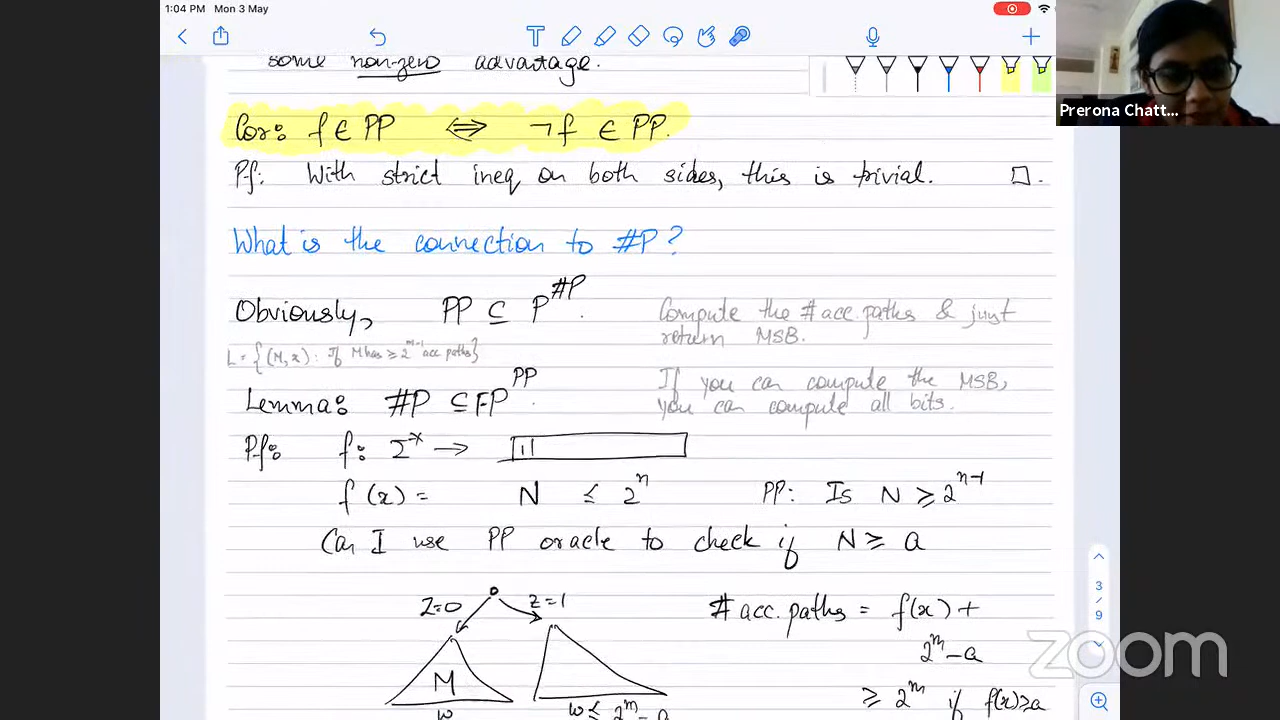 1:04 PM Mon 3 May
some non-zero advantage.
Prerona Chatt...
Cor: f ∈ PP ⟺ ¬f ∈ PP.
Pf: With strict ineq on both sides, this is trivial. □.
What is the connection to #P?
Obviously, PP ⊆ P^#P.
Compute the # acc. paths & just
return MSB.
L = {(M,x): If M has ≥ 2^{m-1} acc paths}
Lemma: #P ⊆ FP^PP.
If you can compute the MSB,
you can compute all bits.
Pf: f: Σ^* →
f(x) = N ≤ 2^n PP: Is N ≥ 2^{n-1}
Can I use PP oracle to check if N ≥ a
z=0 z=1
# acc. paths = f(x) +
2^m - a
M
≥ 2^m if f(x) ≥ a
w w ≤ 2^m - a
3
/
9
zoom